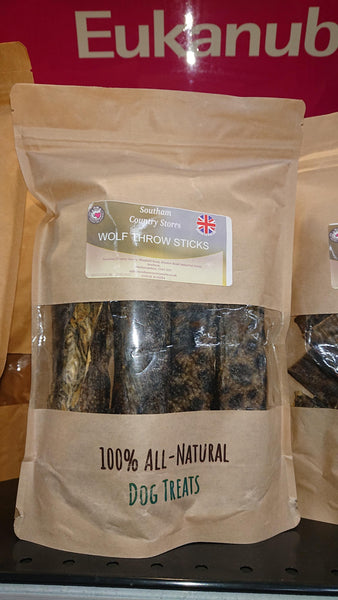 Eukanub
Southam
Country Stores
WOLF THROW STICKS
100% ALL-NATURAL
DOG TREATS